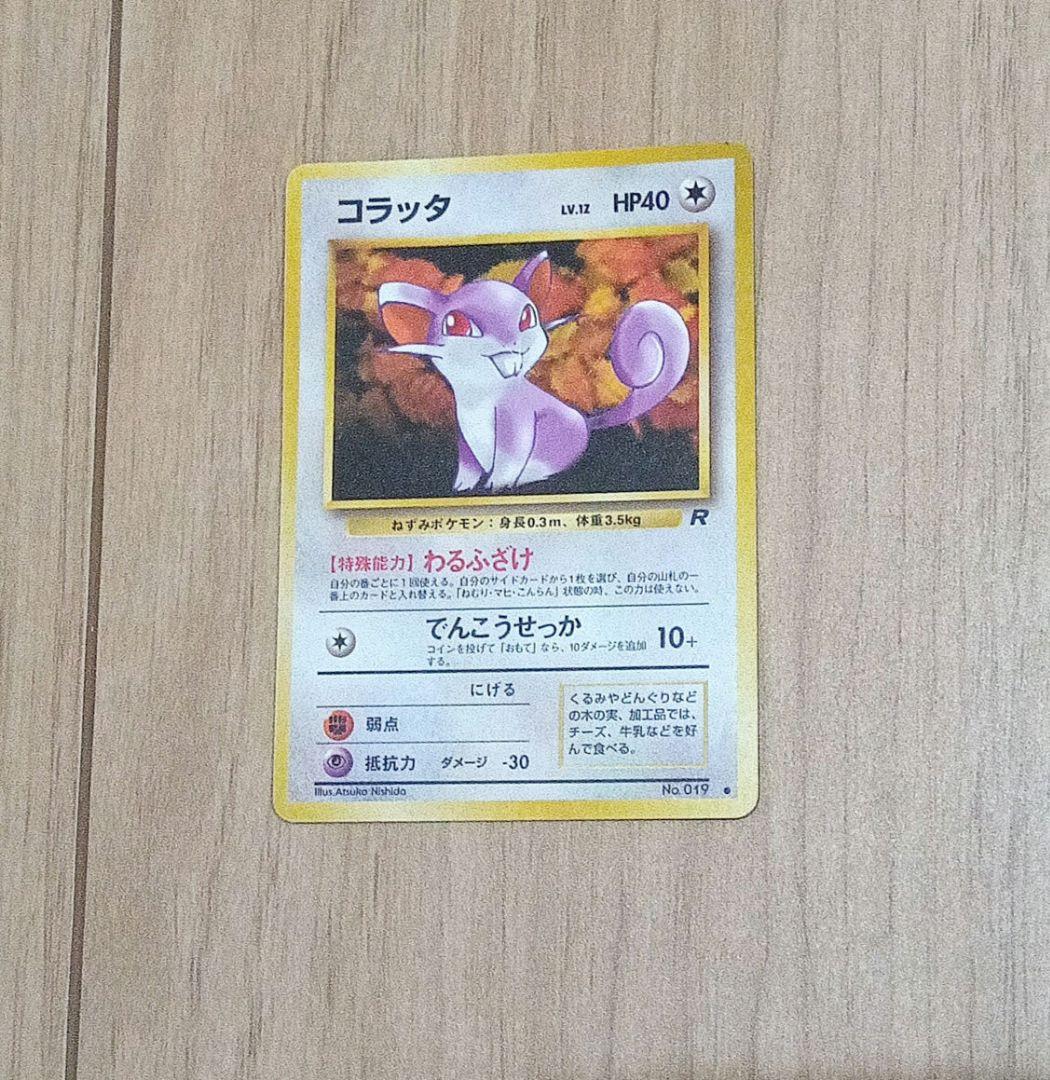 コラッタ LV.12 HP40
ねずみポケモン：身長0.3m、体重3.5kg R
【特殊能力】わるふざけ
自分の番ごとに1回使える。自分のサイドカードから1枚を選び、自分の山札の一
番上のカードと入れ替える。「ねむり・マヒ・こんらん」状態の時、この力は使えない。
でんこうせっか 10+
コインを投げて「おもて」なら、10ダメージを追加
する。
にげる
弱点
抵抗力 ダメージ -30
くるみやどんぐりなど
の木の実、加工品では、
チーズ、牛乳などを好
んで食べる。
Illus.Atsuko Nishida No. 019